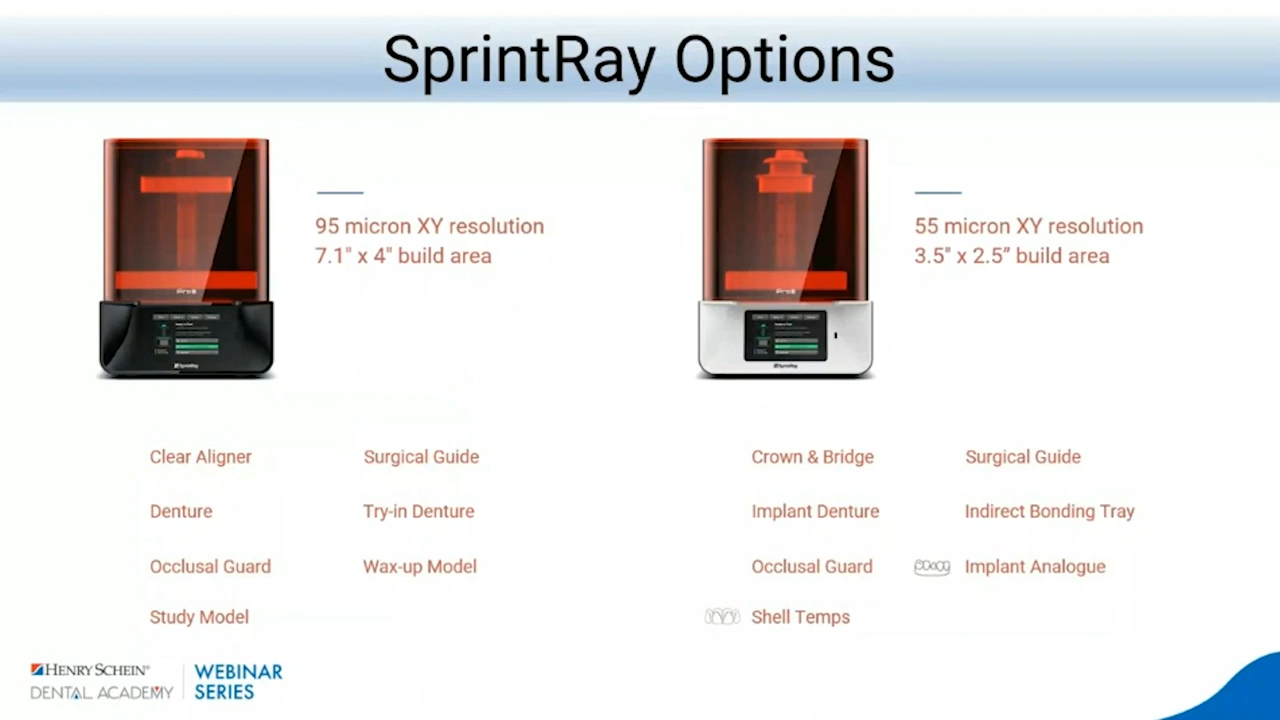 SprintRay Options
95 micron XY resolution
7.1" x 4" build area
55 micron XY resolution
3.5" x 2.5” build area
SprintRay
SprintRay
Clear Aligner
Surgical Guide
Denture
Try-in Denture
Occlusal Guard
Wax-up Model
Study Model
Crown & Bridge
Surgical Guide
Implant Denture
Indirect Bonding Tray
Occlusal Guard
Implant Analogue
Shell Temps
HENRY SCHEIN®
DENTAL ACADEMY
WEBINAR
SERIES